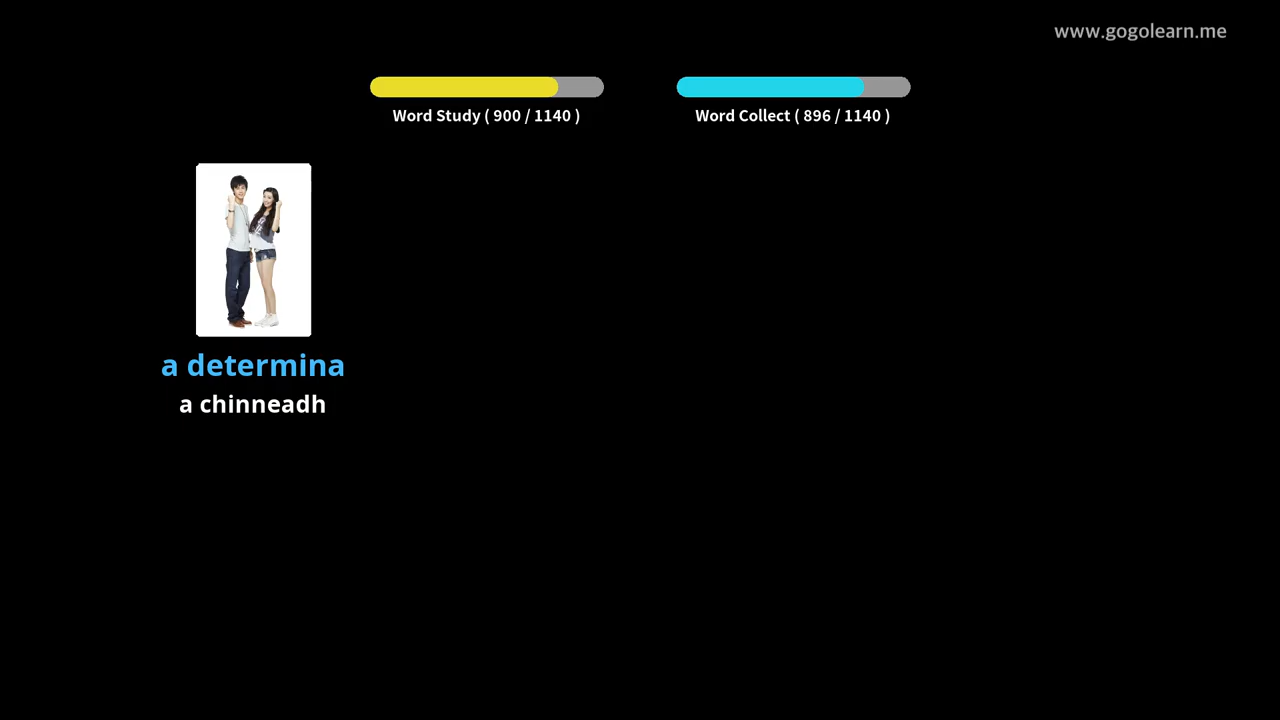 www.gogolearn.me
Word Study ( 900 / 1140 )
Word Collect ( 896 / 1140 )
a determina
a chinneadh